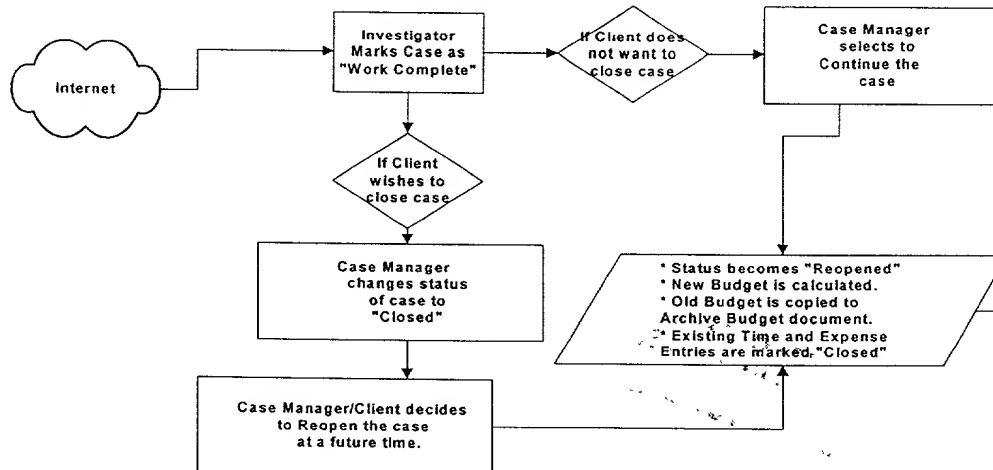 Internet
Investigator
Marks Case as
"Work Complete"
If Client does
not want to
close case
Case Manager
selects to
Continue the
case
If Client
wishes to
close case
Case Manager
changes status
of case to
"Closed"
* Status becomes "Reopened"
* New Budget is calculated.
* Old Budget is copied to
Archive Budget document.
* Existing Time and Expense
Entries are marked "Closed"
Case Manager/Client decides
to Reopen the case
at a future time.